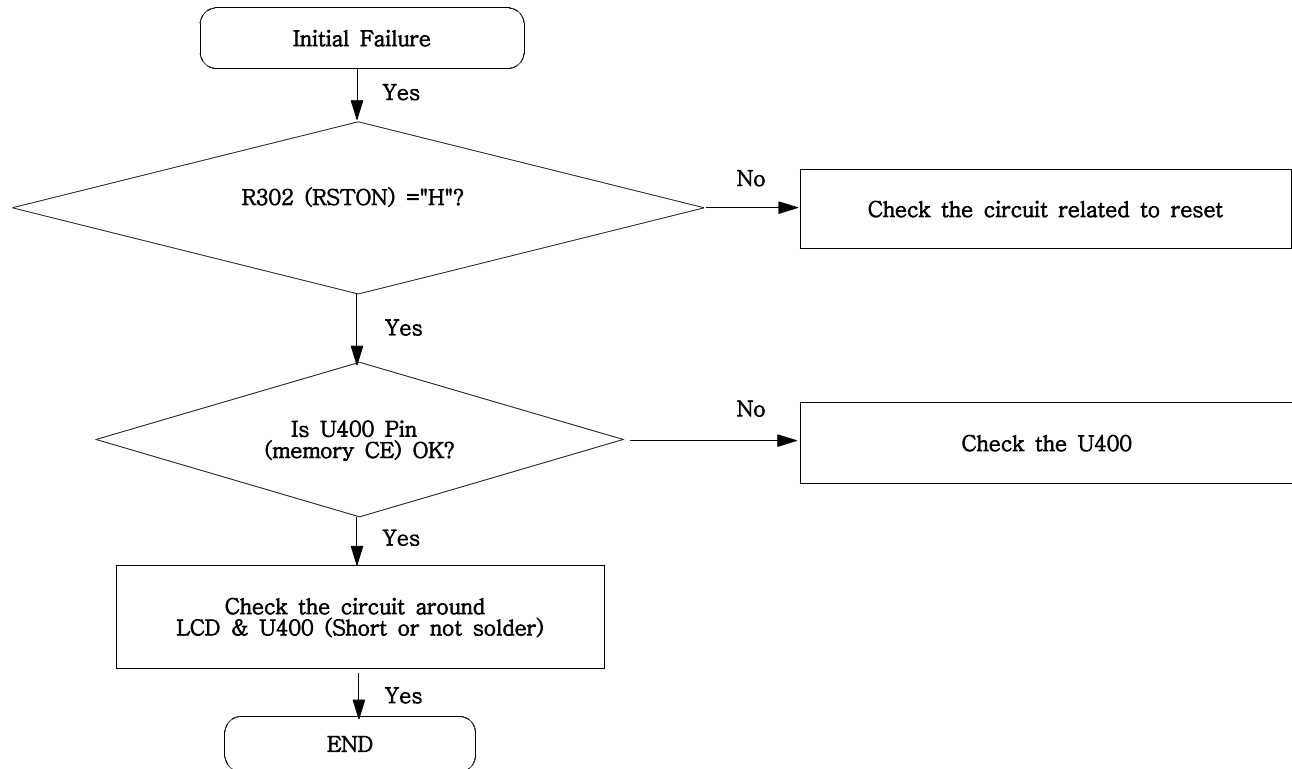 Initial Failure
Yes
R302 (RSTON) ="H"?
No
Check the circuit related to reset
Yes
Is U400 Pin
(memory CE) OK?
No
Check the U400
Yes
Check the circuit around
LCD & U400 (Short or not solder)
Yes
END